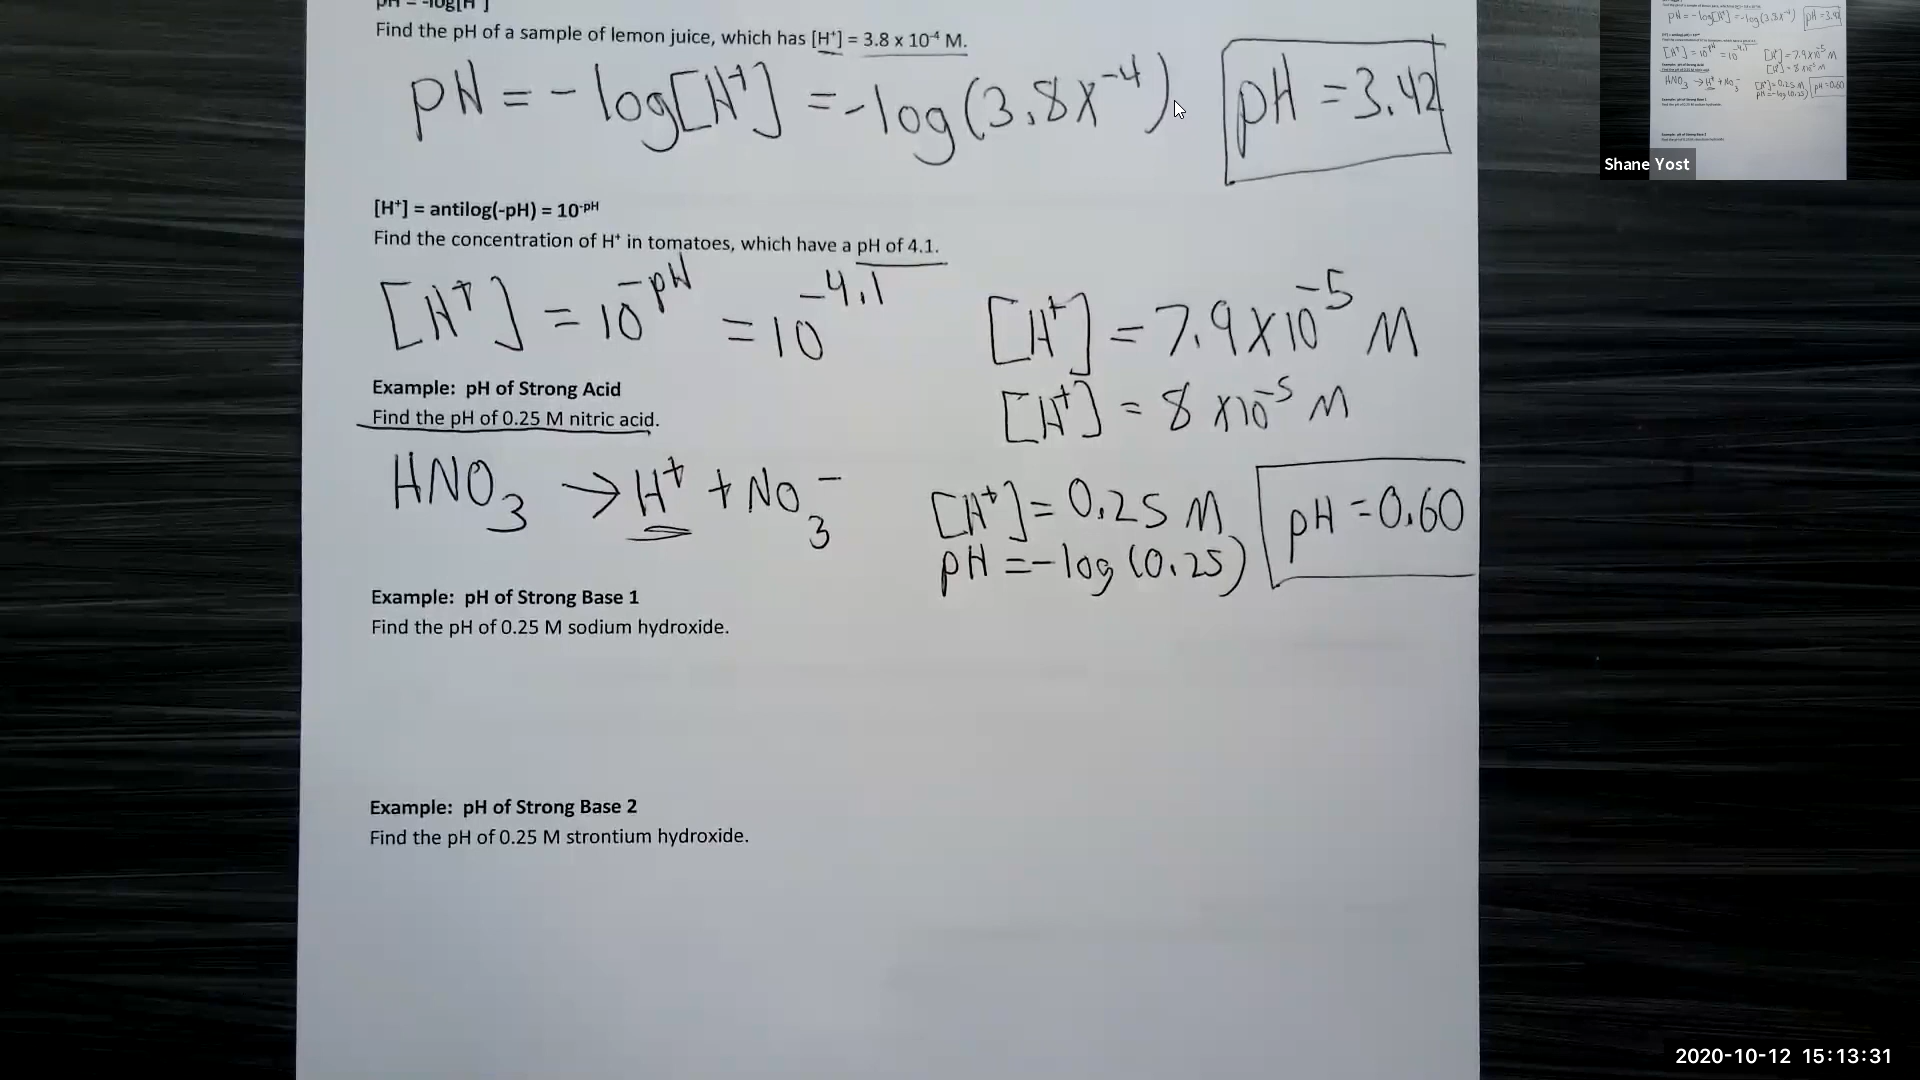 pH = -log[H⁺]
Find the pH of a sample of lemon juice, which has [H⁺] = 3.8 x 10⁻⁴ M.
pH = - log[H⁺] = -log(3.8x⁻⁴) pH = 3.42
[H⁺] = antilog(-pH) = 10⁻ᵖᴴ
Find the concentration of H⁺ in tomatoes, which have a pH of 4.1.
[H⁺] = 10⁻ᵖᴴ = 10^-4.1 [H⁺] = 7.9 x 10⁻⁵ M
[H⁺] = 8 x10⁻⁵ M
Example: pH of Strong Acid
Find the pH of 0.25 M nitric acid.
HNO₃ → H⁺ + NO₃⁻ [H⁺] = 0.25 M pH = 0.60
pH = -log (0.25)
Example: pH of Strong Base 1
Find the pH of 0.25 M sodium hydroxide.
Example: pH of Strong Base 2
Find the pH of 0.25 M strontium hydroxide.
Shane Yost
2020-10-12 15:13:31